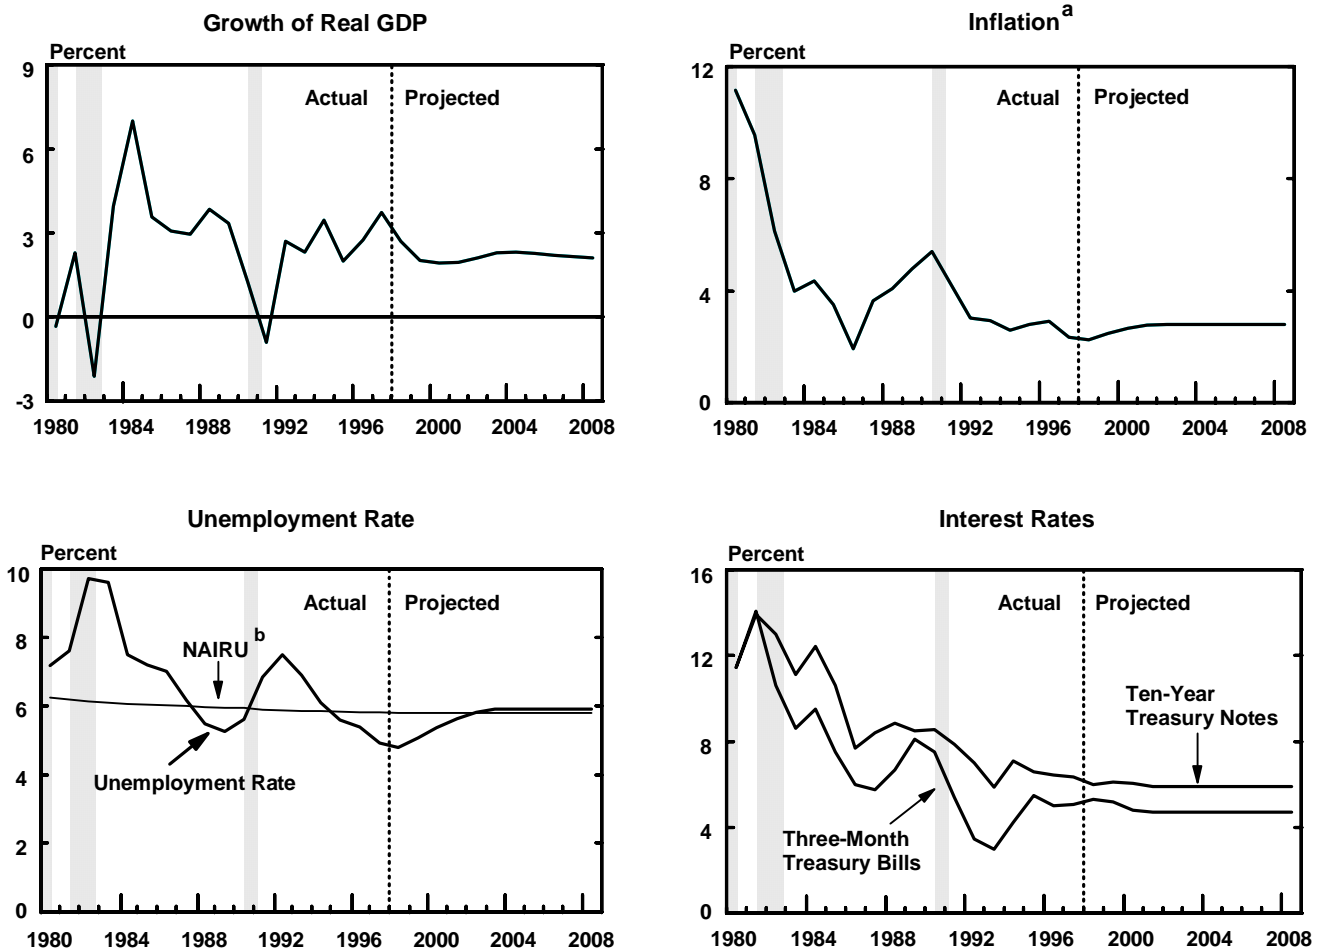 Growth of Real GDP
Percent
9
6
3
0
-3
Actual
Projected
1980 1984 1988 1992 1996 2000 2004 2008
Inflation a
Percent
12
8
4
0
Actual
Projected
1980 1984 1988 1992 1996 2000 2004 2008
Unemployment Rate
Percent
10
8
6
4
2
0
Actual
Projected
NAIRU b
Unemployment Rate
1980 1984 1988 1992 1996 2000 2004 2008
Interest Rates
Percent
16
12
8
4
0
Actual
Projected
Ten-Year
Treasury Notes
Three-Month
Treasury Bills
1980 1984 1988 1992 1996 2000 2004 2008